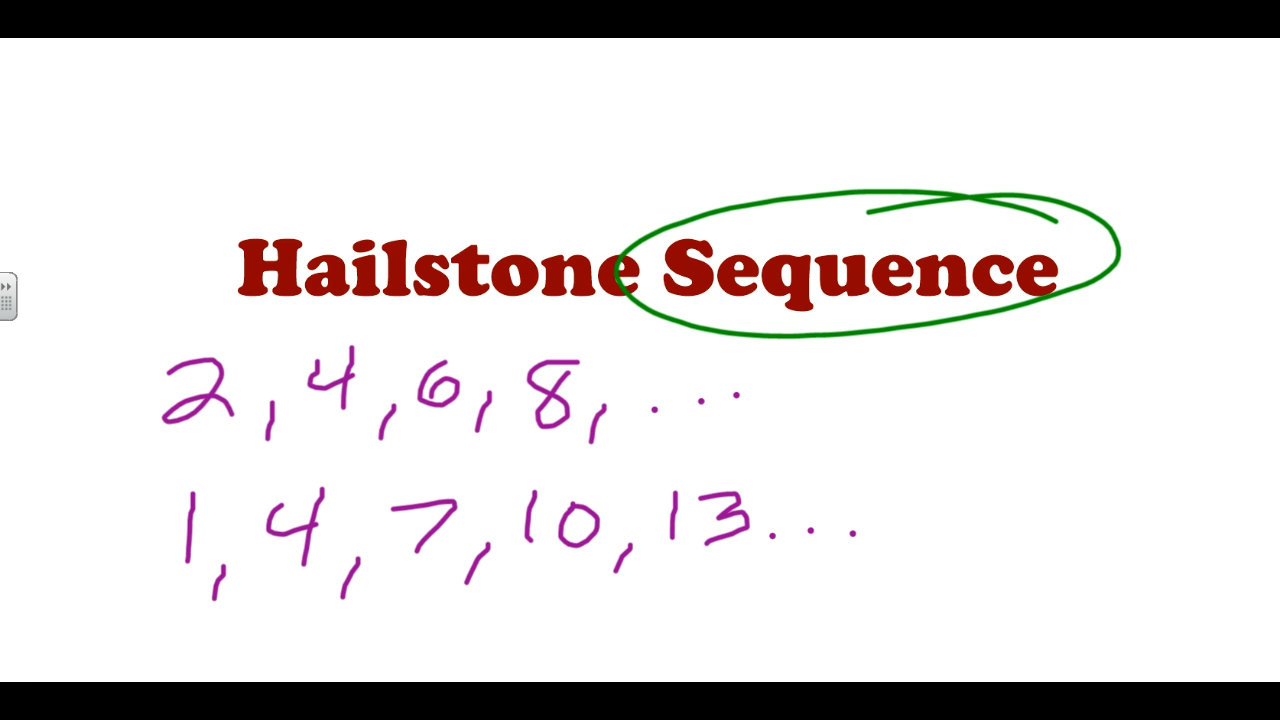 Hailstone Sequence
2, 4, 6, 8, . . .
1, 4, 7, 10, 13 . . .